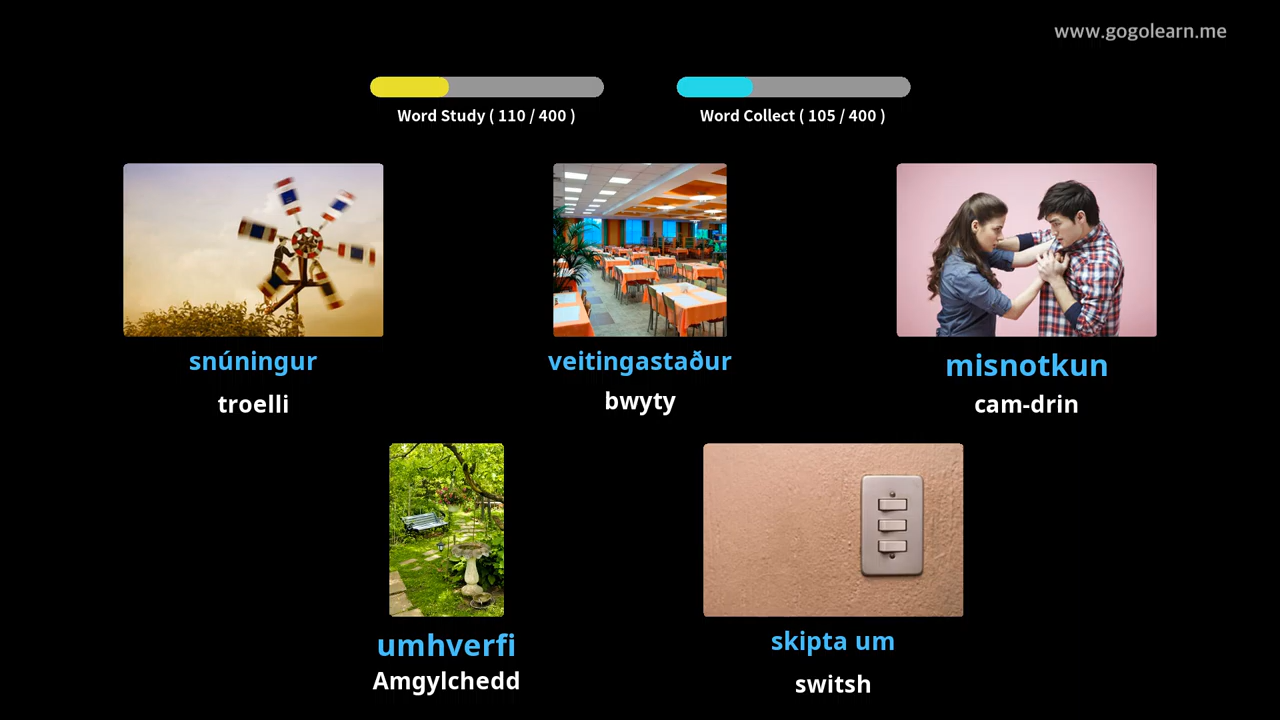 www.gogolearn.me
Word Study ( 110 / 400 )
Word Collect ( 105 / 400 )
snúningur
troelli
veitingastaður
bwyty
misnotkun
cam-drin
umhverfi
Amgylchedd
skipta um
switsh